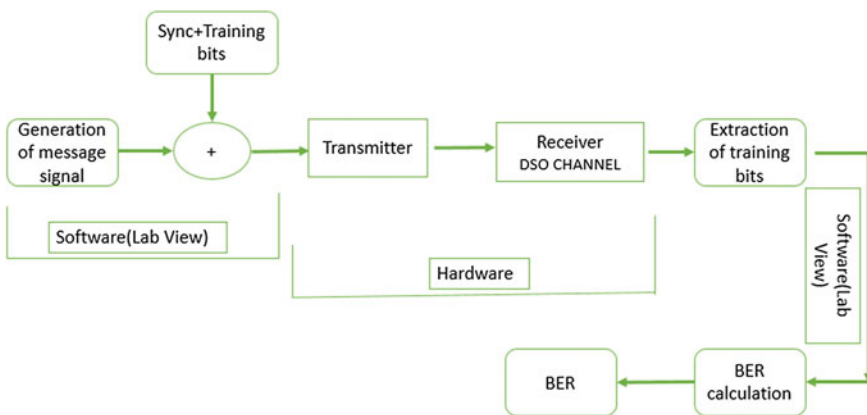 Sync+Training
bits
Generation
of message
signal
+
Transmitter
Receiver
DSO CHANNEL
Extraction
of training
bits
Software(Lab View)
Hardware
Software(Lab
View)
BER
BER
calculation